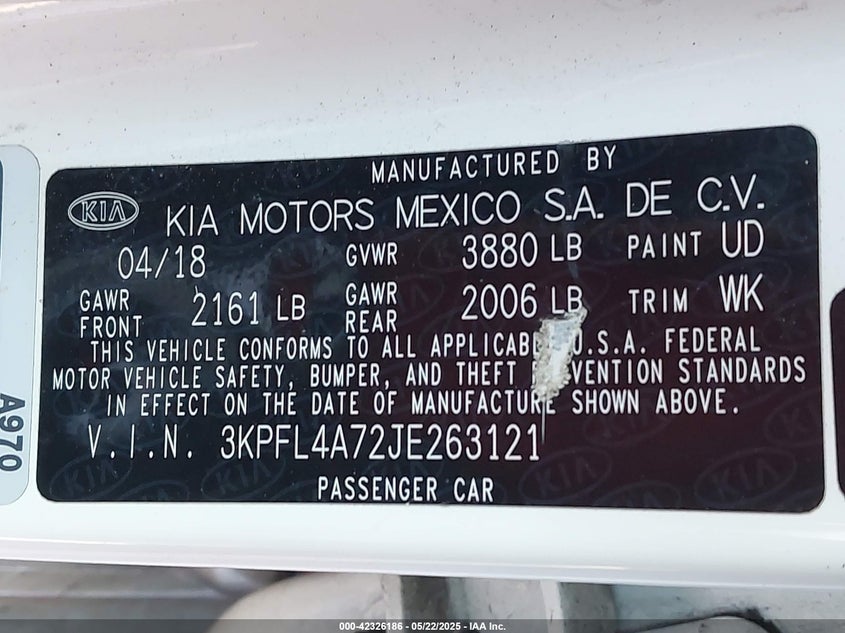 MANUFACTURED BY
KIA KIA MOTORS MEXICO S.A. DE C.V.
04/18 GVWR 3880 LB PAINT UD
GAWR FRONT 2161 LB GAWR REAR 2006 LB TRIM WK
THIS VEHICLE CONFORMS TO ALL U.S.A. FEDERAL
MOTOR VEHICLE SAFETY, BUMPER, AND THEFT STANDARDS
IN EFFECT ON THE DATE OF MANUFACTURE SHOWN ABOVE.
V.I.N. 3KPFL4A72JE263121
PASSENGER CAR
A970
000-42326186 - 05/22/2025 - IAA Inc.